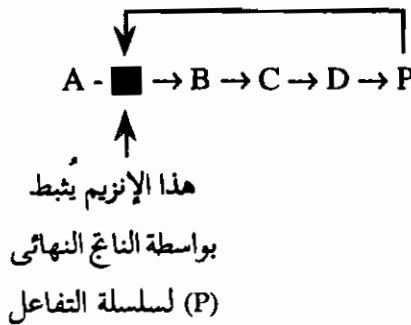 A - ■ → B → C → D → P
هذا الإنزيم يُثبط
بواسطة الناتج النهائى
(P) لسلسلة التفاعل